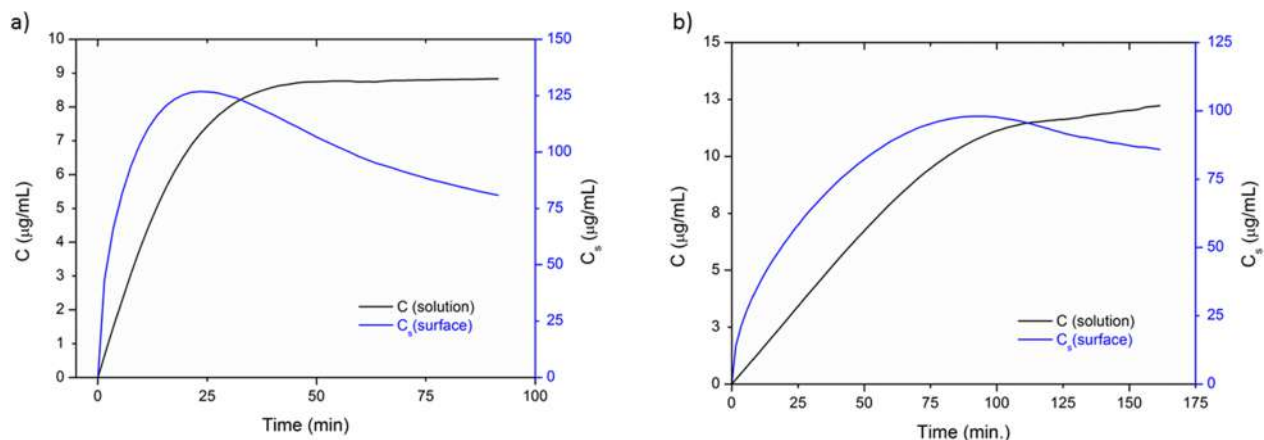 a)
10
9
8
7
6
5
4
3
2
1
0
C (μg/mL)
150
125
100
75
50
25
0
C_s (μg/mL)
C (solution)
C_s(surface)
0 25 50 75 100
Time (min)
b)
15
13
10
8
5
3
0
C (μg/mL)
125
100
75
50
25
0
C_s (μg/mL)
C (solution)
C_s(surface)
0 25 50 75 100 125 150 175
Time (min.)